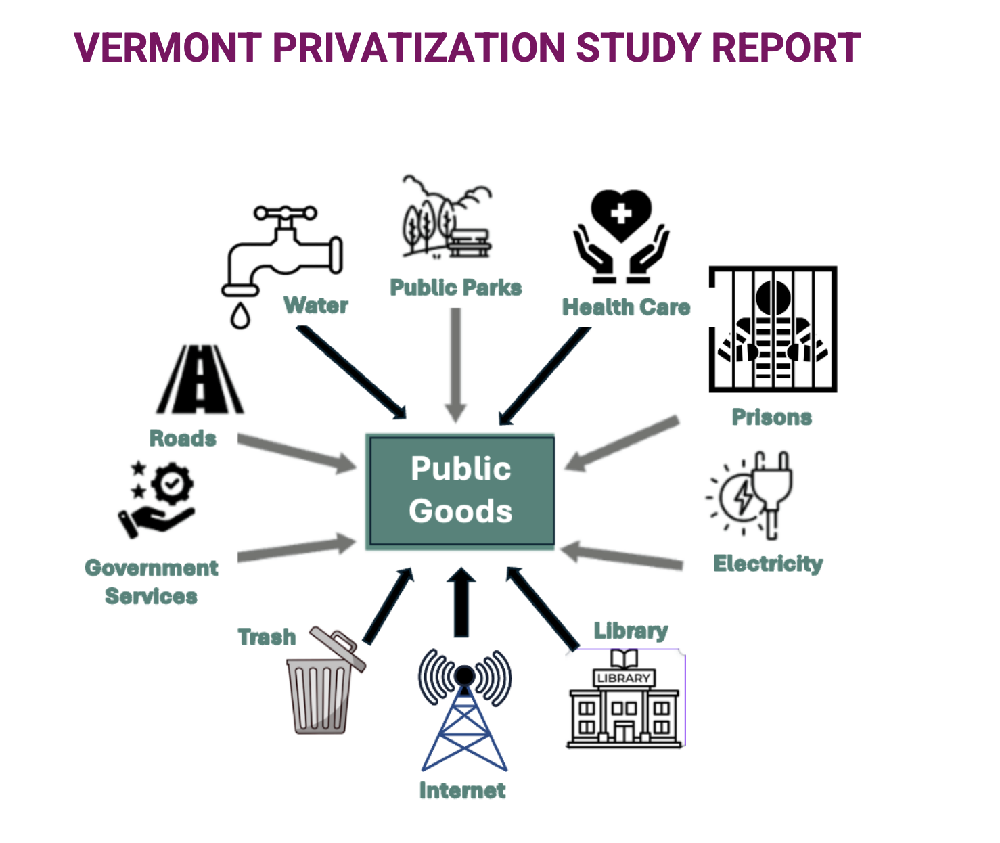 VERMONT PRIVATIZATION STUDY REPORT
Public Parks
Water
Health Care
Prisons
Roads
Public
Goods
Government
Services
Electricity
Trash
Library
LIBRARY
Internet